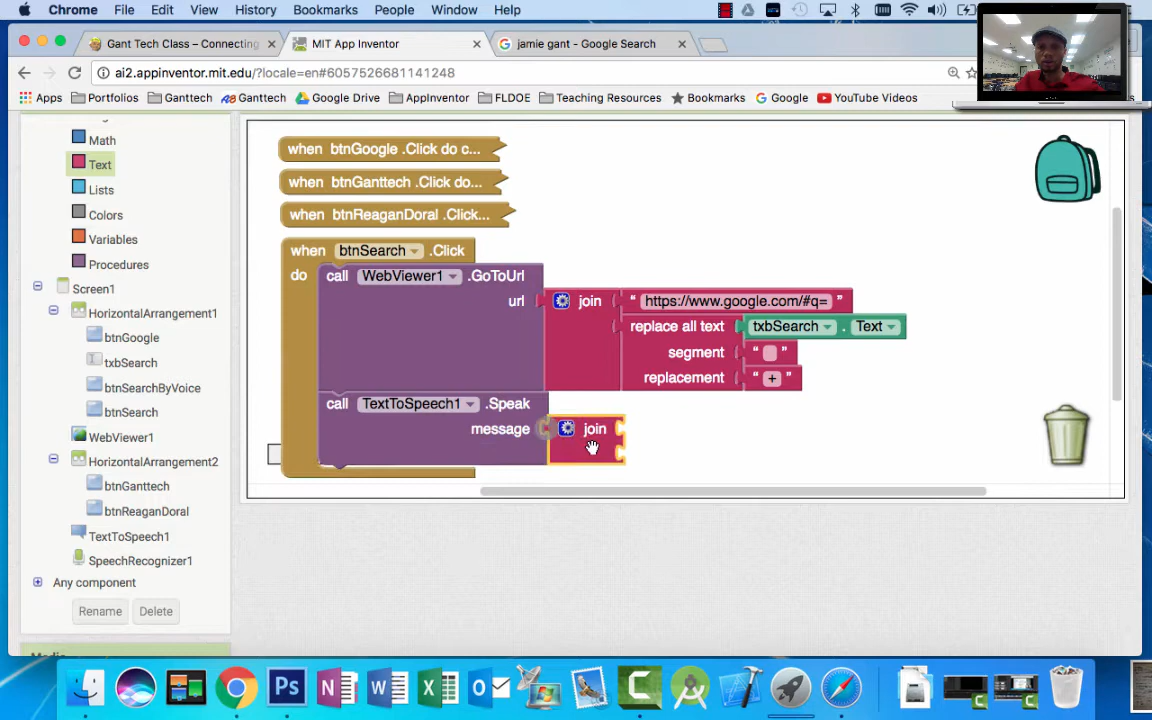 Chrome File Edit View History Bookmarks People Window Help
Gant Tech Class – Connecting
MIT App Inventor
jamie gant - Google Search
ai2.appinventor.mit.edu/?locale=en#6057526681141248
Apps Portfolios Ganttech Ganttech Google Drive AppInventor FLDOE Teaching Resources Bookmarks Google YouTube Videos
Math
Text
Lists
Colors
Variables
Procedures
Screen1
HorizontalArrangement1
btnGoogle
txbSearch
btnSearchByVoice
btnSearch
WebViewer1
HorizontalArrangement2
btnGanttech
btnReaganDoral
TextToSpeech1
SpeechRecognizer1
Any component
Rename Delete
when btnGoogle .Click do c...
when btnGanttech .Click do...
when btnReaganDoral .Click...
when btnSearch .Click
do call WebViewer1 .GoToUrl
url join “ https://www.google.com/#q= ”
replace all text txbSearch . Text
segment “ ”
replacement “ + ”
call TextToSpeech1 .Speak
message join